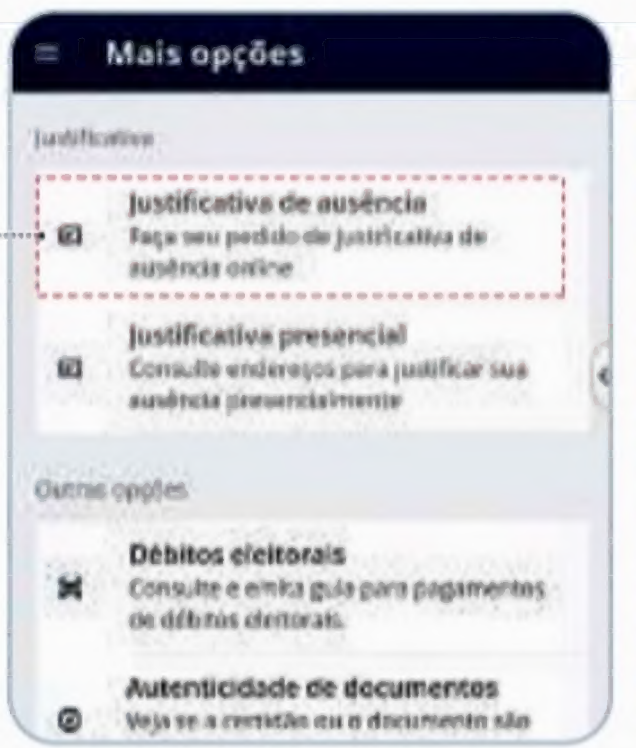 Mais opções
Justificativa
Justificativa de ausência
Faça seu pedido de justificativa de
ausência online
Justificativa presencial
Consulte endereços para justificar sua
ausência presencialmente
Outras opções
Débitos eleitorais
Consulte e emita guia para pagamentos
de débitos eleitorais.
Autenticidade de documentos
Veja se a certidão ou o documento são